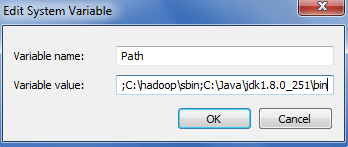 Edit System Variable
Variable name: Path
Variable value: ;C:\hadoop\sbin;C:\Java\jdk1.8.0_251\bin
OK Cancel